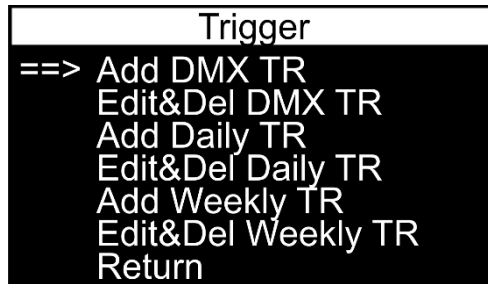 Trigger
==> Add DMX TR
Edit&Del DMX TR
Add Daily TR
Edit&Del Daily TR
Add Weekly TR
Edit&Del Weekly TR
Return